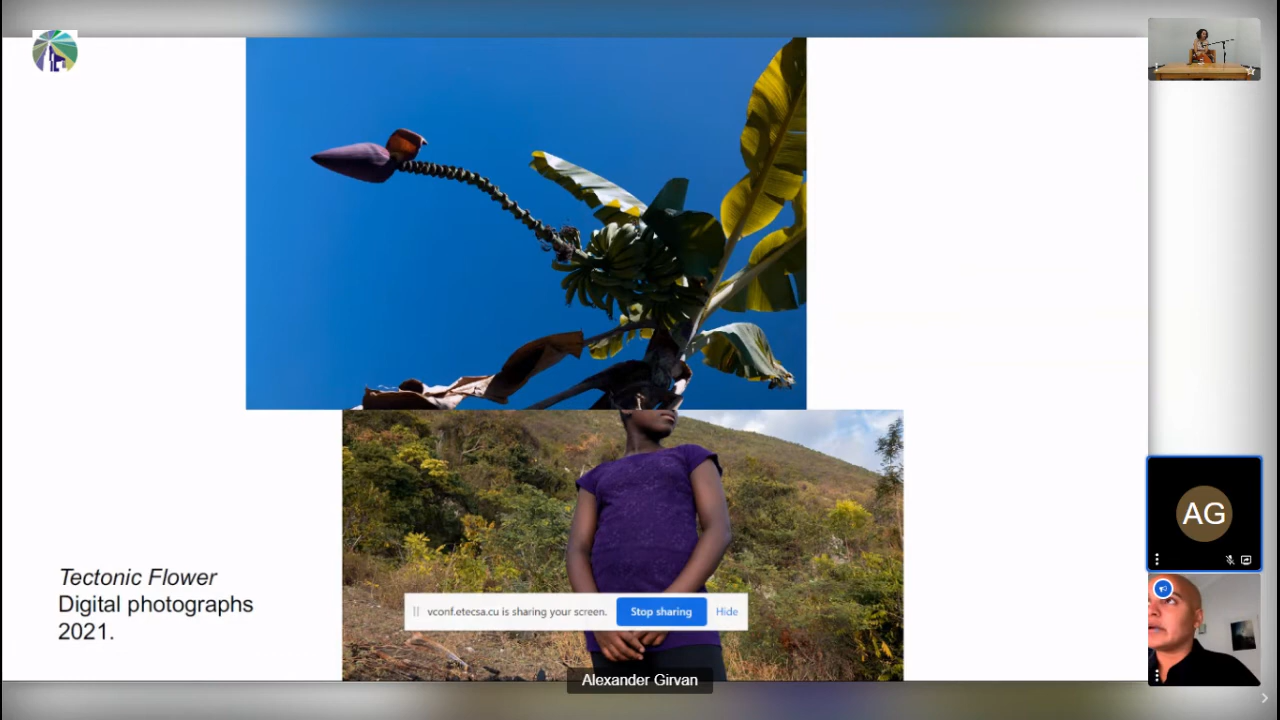 AG
Tectonic Flower
Digital photographs
2021.
vconf.etecsa.cu is sharing your screen. Stop sharing Hide
Alexander Girvan